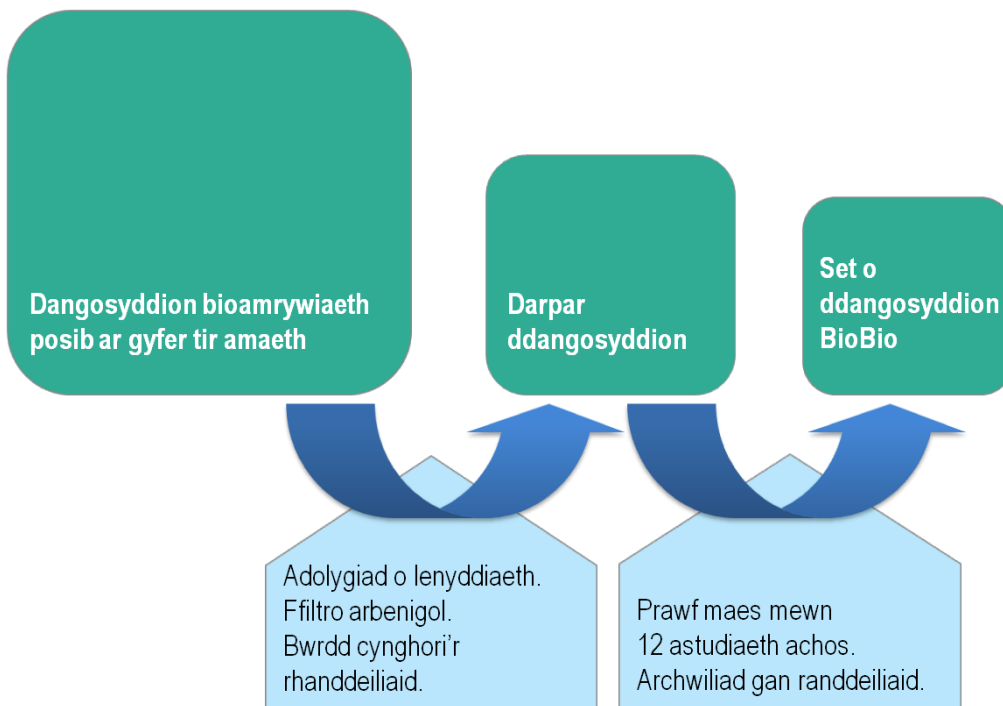 Dangosyddion bioamrywiaeth
posib ar gyfer tir amaeth
Darpar
ddangosyddion
Set o
ddangosyddion
BioBio
Adolygiad o lenyddiaeth.
Ffiltro arbenigol.
Bwrdd cynghori’r
rhanddeiliaid.
Prawf maes mewn
12 astudiaeth achos.
Archwiliad gan randdeiliaid.